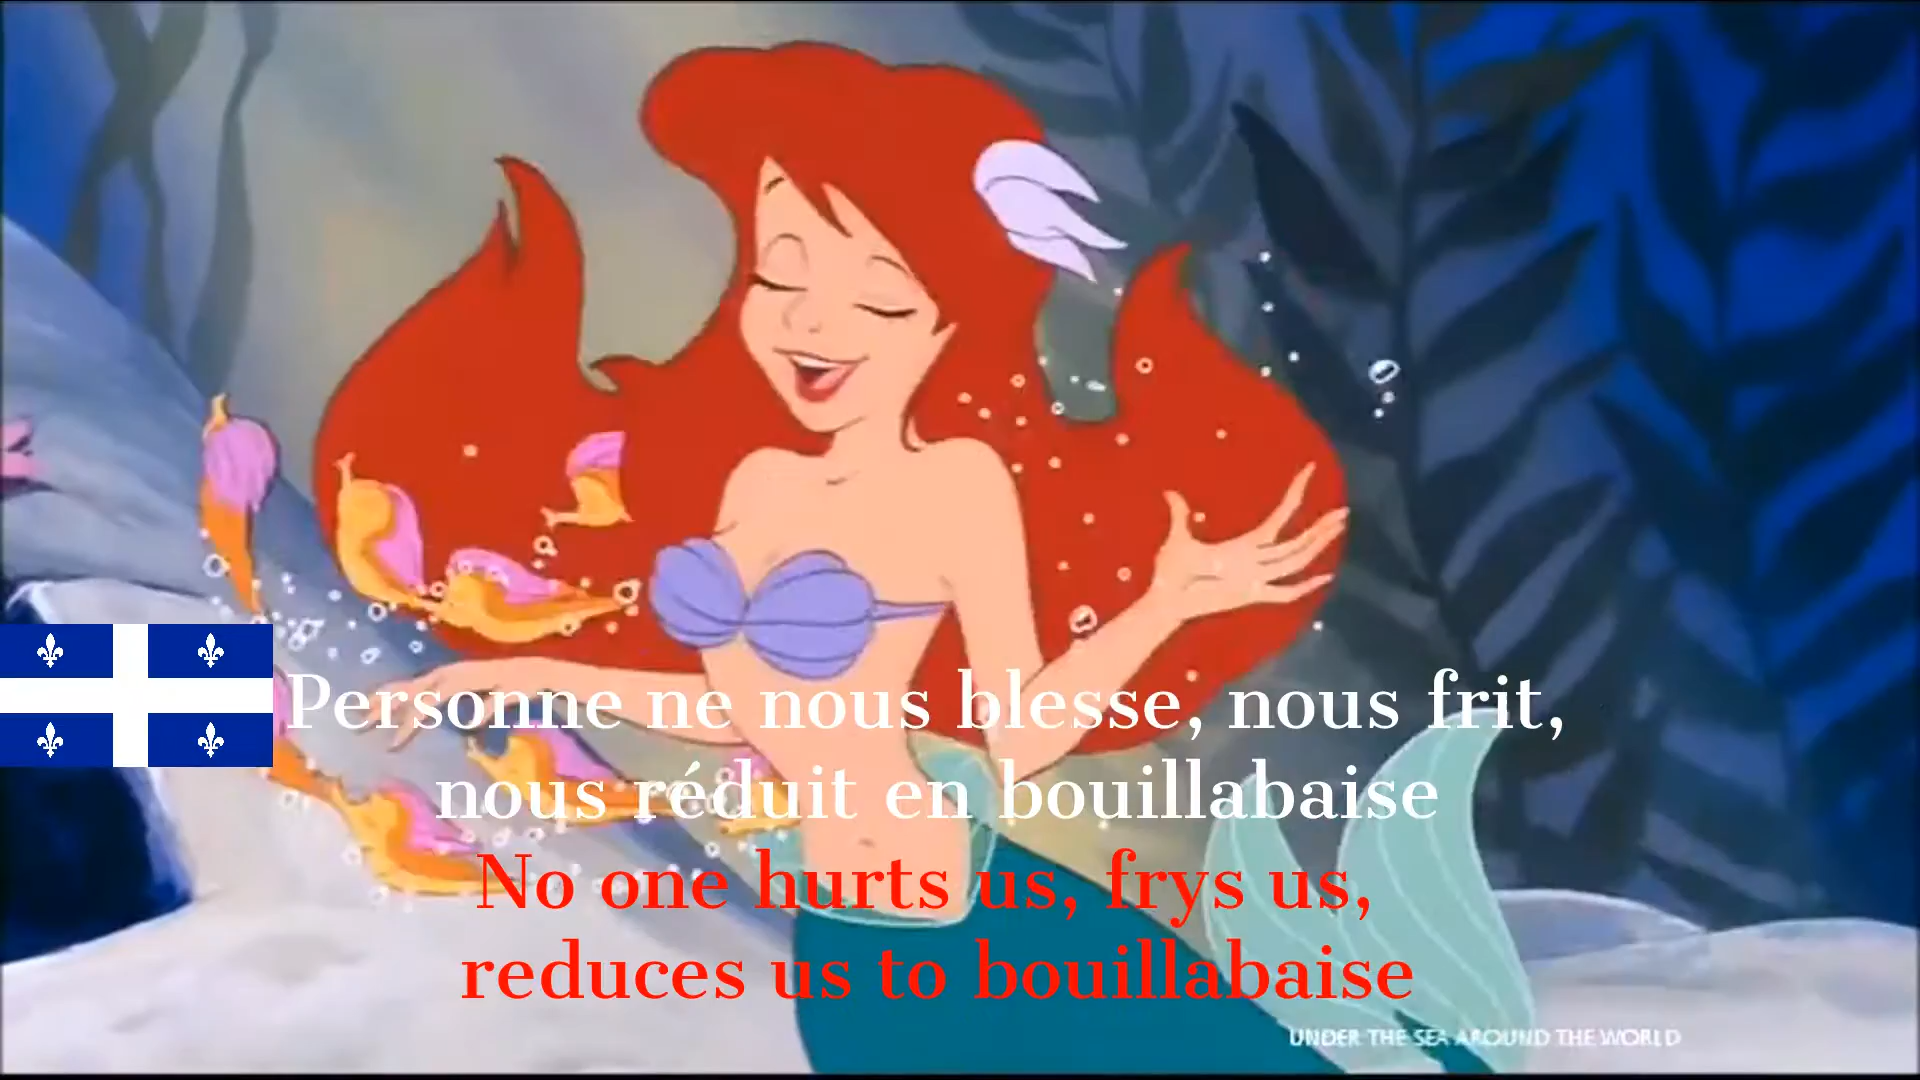 Personne ne nous blesse, nous frit,
nous réduit en bouillabaise
No one hurts us, frys us,
reduces us to bouillabaise
UNDER THE SEA AROUND THE WORLD